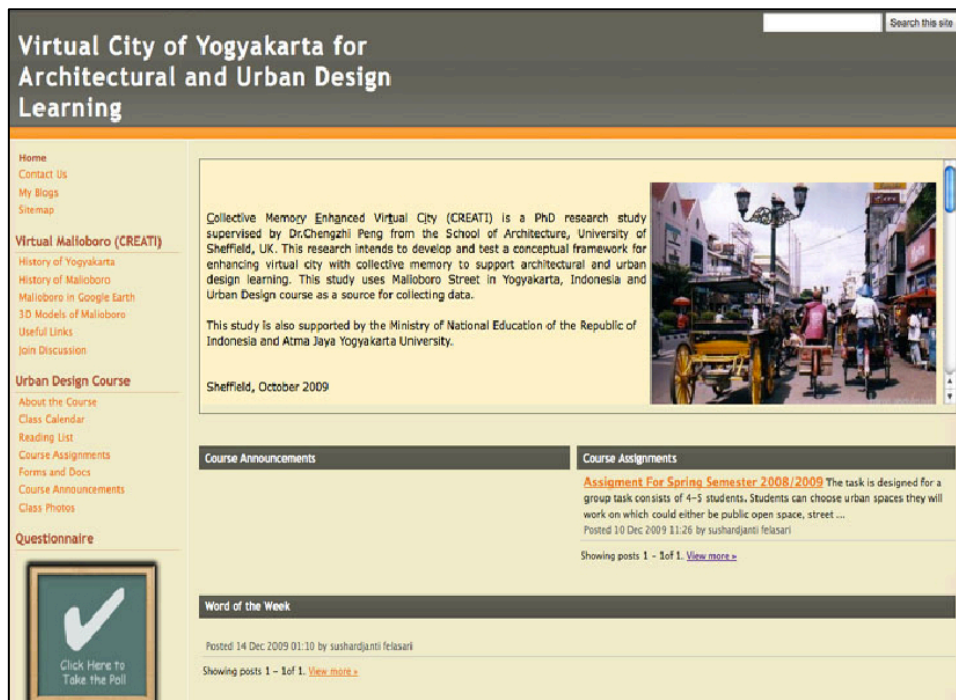 Search this site
Virtual City of Yogyakarta for
Architectural and Urban Design
Learning
Home
Contact Us
My Blogs
Sitemap
Virtual Malioboro (CREATI)
History of Yogyakarta
History of Malioboro
Malioboro in Google Earth
3D Models of Malioboro
Useful Links
Join Discussion
Urban Design Course
About the Course
Class Calendar
Reading List
Course Assignments
Forms and Docs
Course Announcements
Class Photos
Questionnaire
Click Here to
Take the Poll
Collective Memory Enhanced Virtual City (CREATI) is a PhD research study
supervised by Dr.Chengzhi Peng from the School of Architecture, University of
Sheffield, UK. This research intends to develop and test a conceptual framework for
enhancing virtual city with collective memory to support architectural and urban
design learning. This study uses Malioboro Street in Yogyakarta, Indonesia and
Urban Design course as a source for collecting data.
This study is also supported by the Ministry of National Education of the Republic of
Indonesia and Atma Jaya Yogyakarta University.
Sheffield, October 2009
Course Announcements
Course Assignments
Assigment For Spring Semester 2008/2009 The task is designed for a
group task consists of 4-5 students. Students can choose urban spaces they will
work on which could either be public open space, street ...
Posted 10 Dec 2009 11:26 by sushardjanti felasari
Showing posts 1 - 1of 1. View more »
Word of the Week
Posted 14 Dec 2009 01:10 by sushardjanti felasari
Showing posts 1 - 1of 1. View more »